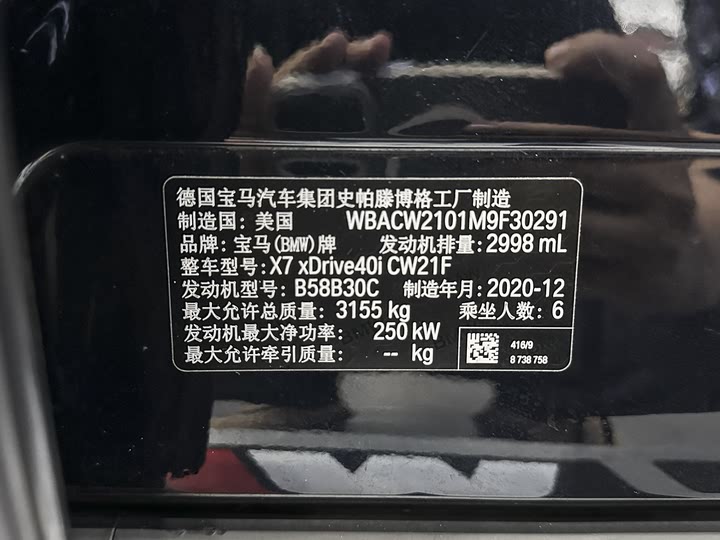 德国宝马汽车集团史帕滕博格工厂制造
制造国: 美国 WBACW2101M9F30291
品牌: 宝马(BMW)牌 发动机排量: 2998 mL
整车型号: X7 xDrive40i CW21F
发动机型号: B58B30C 制造年月: 2020-12
最大允许总质量: 3155 kg 乘坐人数: 6
发动机最大净功率: 250 kW
最大允许牵引质量: -- kg
416/9
8 738 758